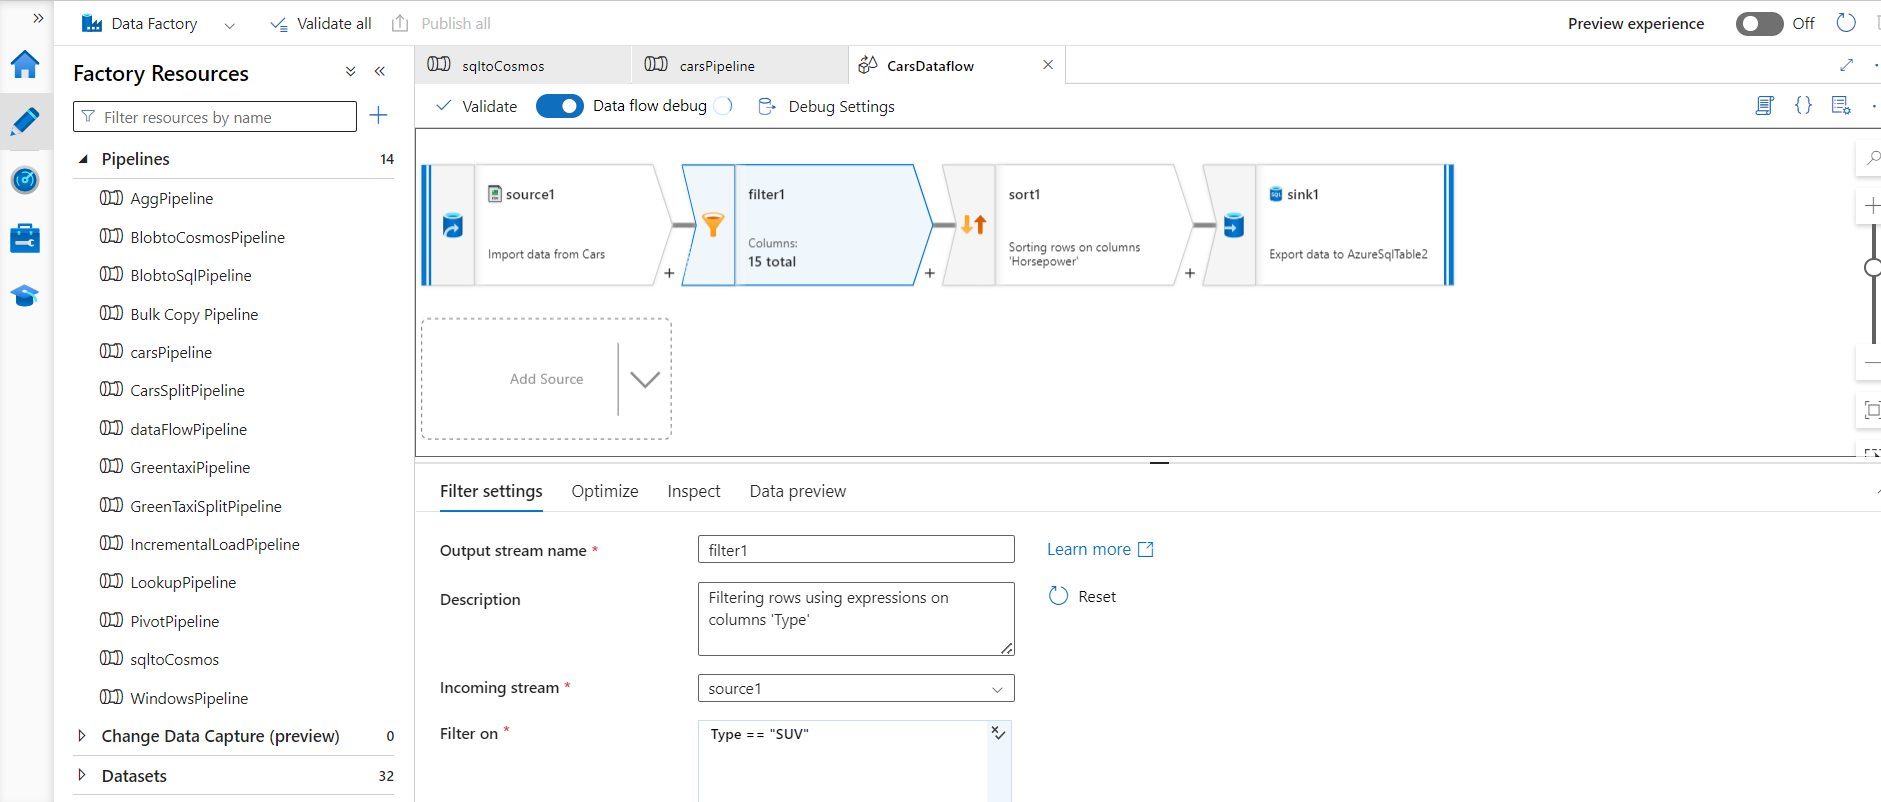 Data Factory
Validate all
Publish all
Preview experience
Off
Factory Resources
Filter resources by name
Pipelines 14
AggPipeline
BlobtoCosmosPipeline
BlobtoSqlPipeline
Bulk Copy Pipeline
carsPipeline
CarsSplitPipeline
dataFlowPipeline
GreentaxiPipeline
GreenTaxiSplitPipeline
IncrementalLoadPipeline
LookupPipeline
PivotPipeline
sqltoCosmos
WindowsPipeline
Change Data Capture (preview) 0
Datasets 32
sqltoCosmos
carsPipeline
CarsDataflow
Validate
Data flow debug
Debug Settings
source1
Import data from Cars
filter1
Columns:
15 total
sort1
Sorting rows on columns
'Horsepower'
SQL
sink1
Export data to AzureSqlTable2
Add Source
Filter settings
Optimize
Inspect
Data preview
Output stream name *
filter1
Learn more
Description
Filtering rows using expressions on
columns 'Type'
Reset
Incoming stream *
source1
Filter on *
Type == "SUV"